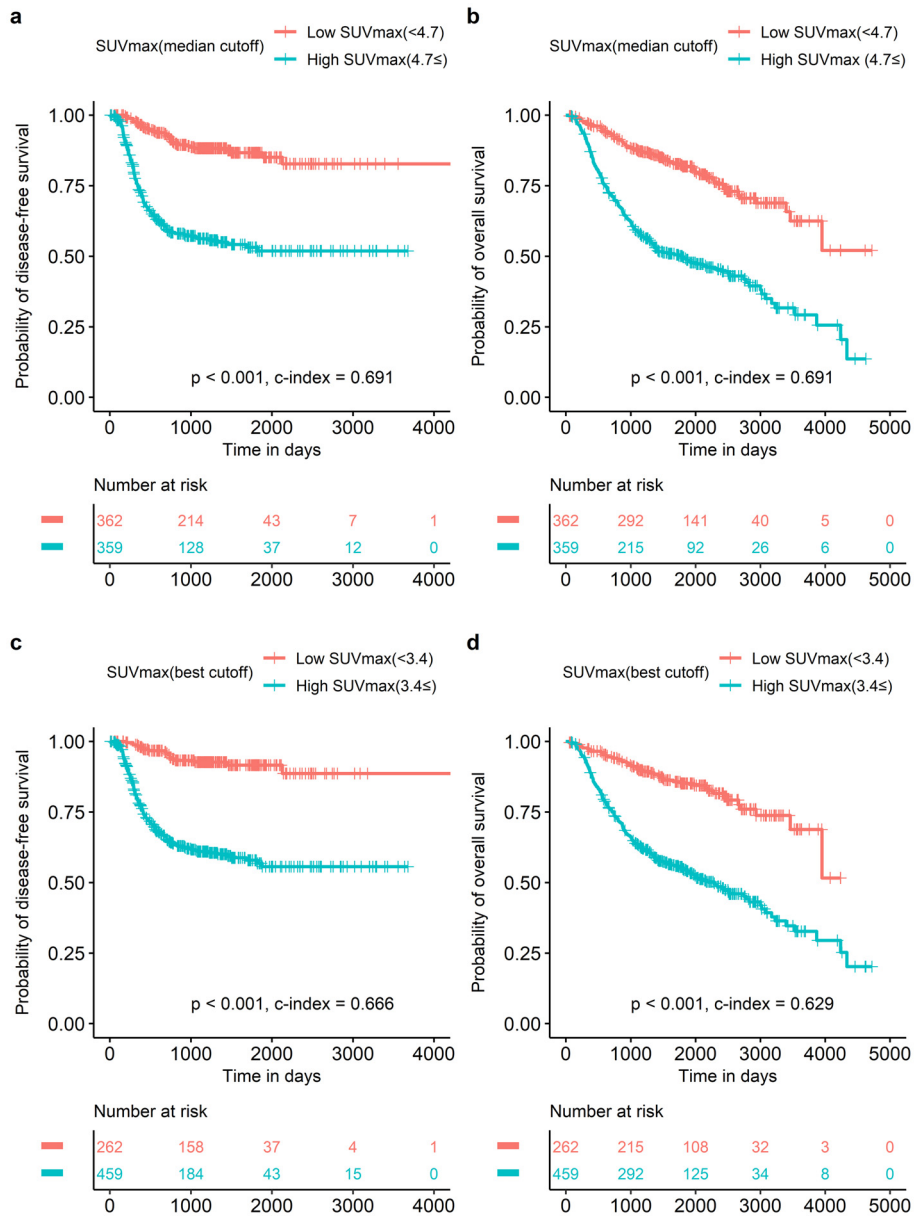 a
SUVmax(median cutoff)
Low SUVmax(<4.7)
High SUVmax(4.7≤)
Probability of disease-free survival
1.00
0.75
0.50
0.25
0.00
p < 0.001, c-index = 0.691
0 1000 2000 3000 4000
Time in days
Number at risk
362 214 43 7 1
359 128 37 12 0
0 1000 2000 3000 4000
b
SUVmax(median cutoff)
Low SUVmax(<4.7)
High SUVmax (4.7≤)
Probability of overall survival
1.00
0.75
0.50
0.25
0.00
p < 0.001, c-index = 0.691
0 1000 2000 3000 4000 5000
Time in days
Number at risk
362 292 141 40 5 0
359 215 92 26 6 0
0 1000 2000 3000 4000 5000
c
SUVmax(best cutoff)
Low SUVmax(<3.4)
High SUVmax(3.4≤)
Probability of disease-free survival
1.00
0.75
0.50
0.25
0.00
p < 0.001, c-index = 0.666
0 1000 2000 3000 4000
Time in days
Number at risk
262 158 37 4 1
459 184 43 15 0
0 1000 2000 3000 4000
d
SUVmax(best cutoff)
Low SUVmax(<3.4)
High SUVmax(3.4≤)
Probability of overall survival
1.00
0.75
0.50
0.25
0.00
p < 0.001, c-index = 0.629
0 1000 2000 3000 4000 5000
Time in days
Number at risk
262 215 108 32 3 0
459 292 125 34 8 0
0 1000 2000 3000 4000 5000